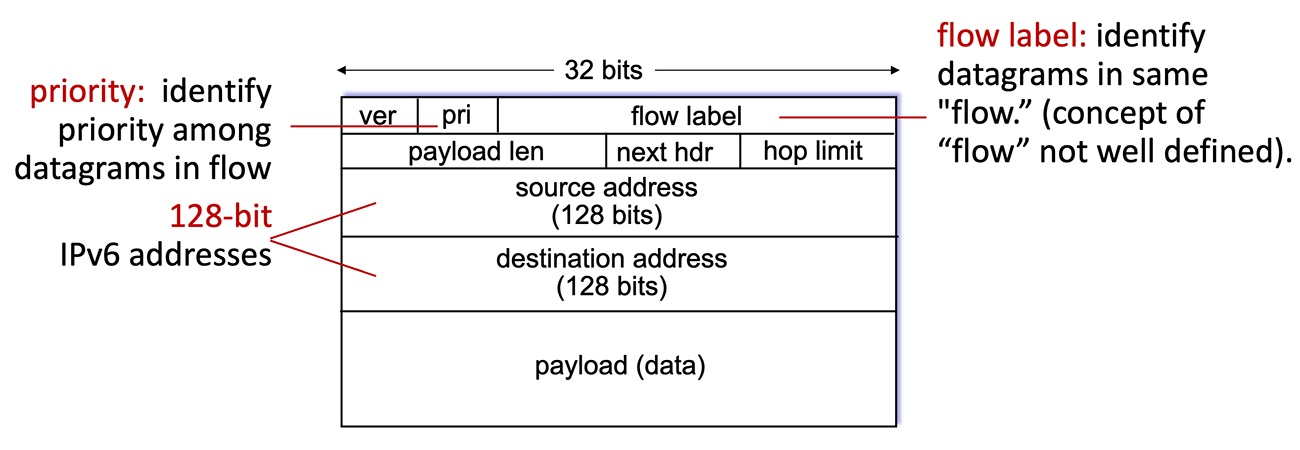 32 bits
priority: identify
priority among
datagrams in flow
128-bit
IPv6 addresses
ver pri flow label
payload len next hdr hop limit
source address
(128 bits)
destination address
(128 bits)
payload (data)
flow label: identify
datagrams in same
"flow.” (concept of
“flow” not well defined).